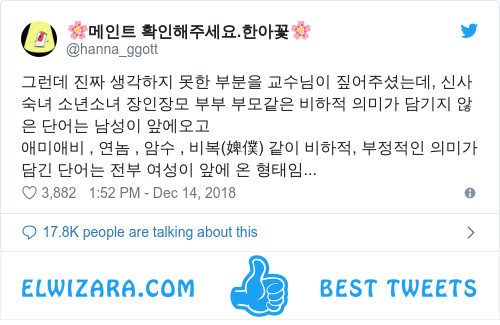 🌸메인트 확인해주세요.한아꽃🌸
@hanna_ggott
그런데 진짜 생각하지 못한 부분을 교수님이 짚어주셨는데, 신사
숙녀 소년소녀 장인장모 부부 부모같은 비하적 의미가 담기지 않
은 단어는 남성이 앞에오고
애미애비 , 연놈 , 암수 , 비복(婢僕) 같이 비하적, 부정적인 의미가
담긴 단어는 전부 여성이 앞에 온 형태임...
3,882 1:52 PM - Dec 14, 2018
17.8K people are talking about this
ELWIZARA.COM BEST TWEETS